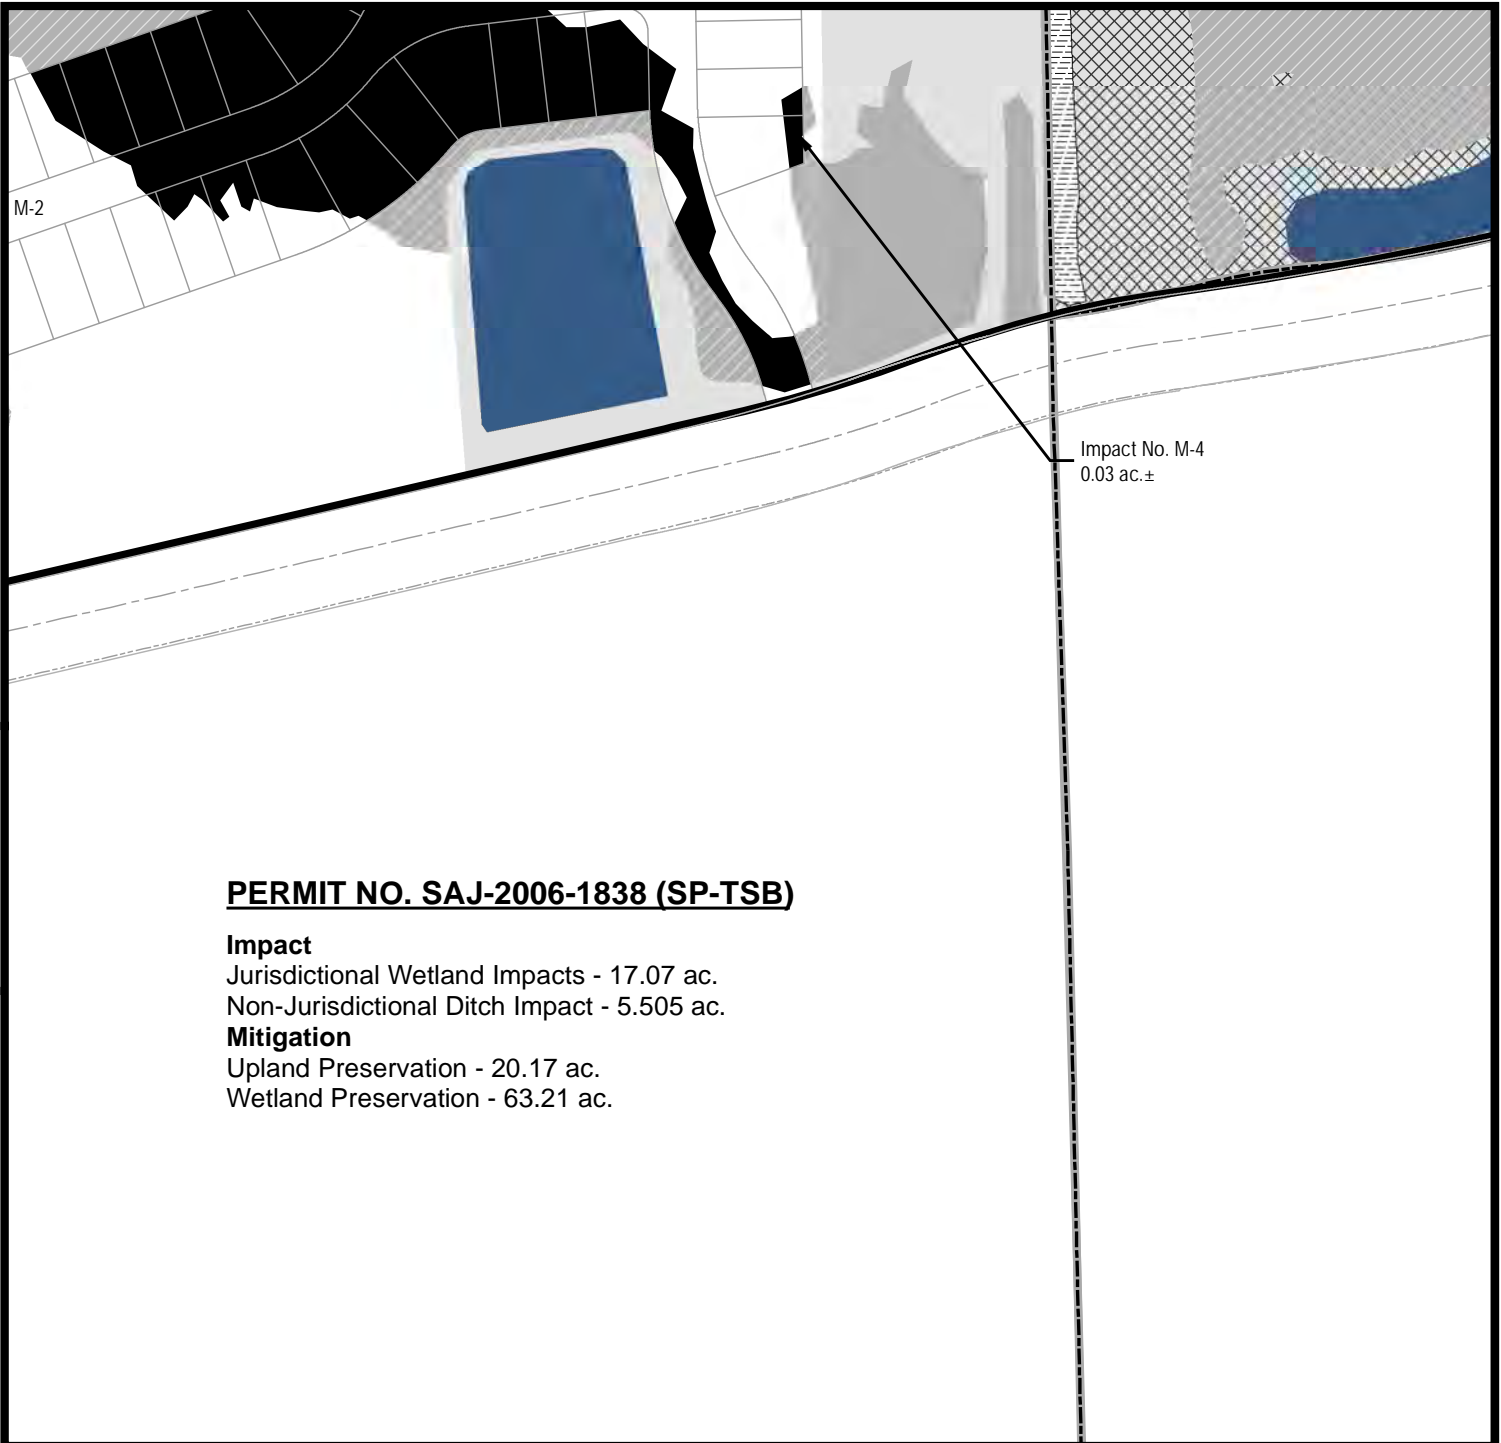 M-2
Impact No. M-4
0.03 ac.±
PERMIT NO. SAJ-2006-1838 (SP-TSB)
Impact
Jurisdictional Wetland Impacts - 17.07 ac.
Non-Jurisdictional Ditch Impact - 5.505 ac.
Mitigation
Upland Preservation - 20.17 ac.
Wetland Preservation - 63.21 ac.